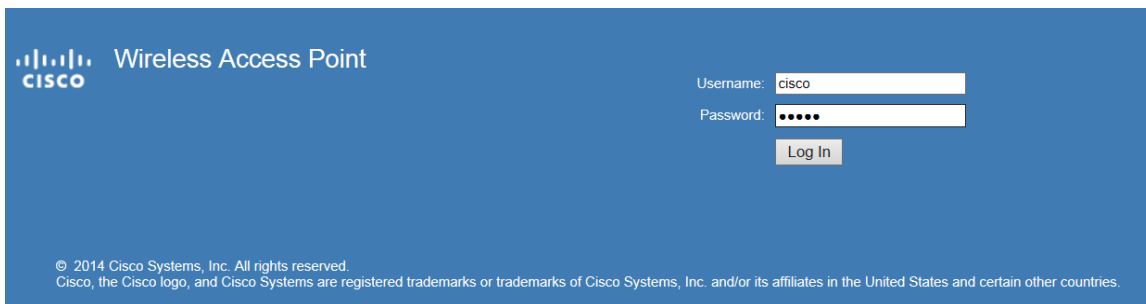 Wireless Access Point
CISCO
Username: cisco
Password: •••••
Log In
© 2014 Cisco Systems, Inc. All rights reserved.
Cisco, the Cisco logo, and Cisco Systems are registered trademarks or trademarks of Cisco Systems, Inc. and/or its affiliates in the United States and certain other countries.